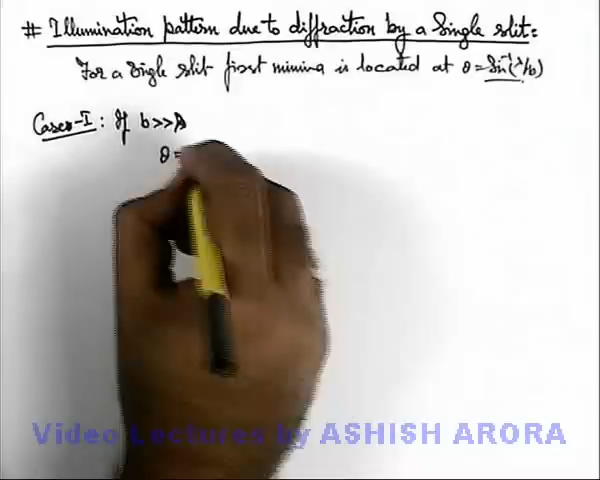 # Illumination pattern due to diffraction by a Single slit:
For a single slit first minima is located at θ = Sin⁻¹(λ/b)
Case-I : If b>>λ
θ =
Video Lectures by ASHISH ARORA